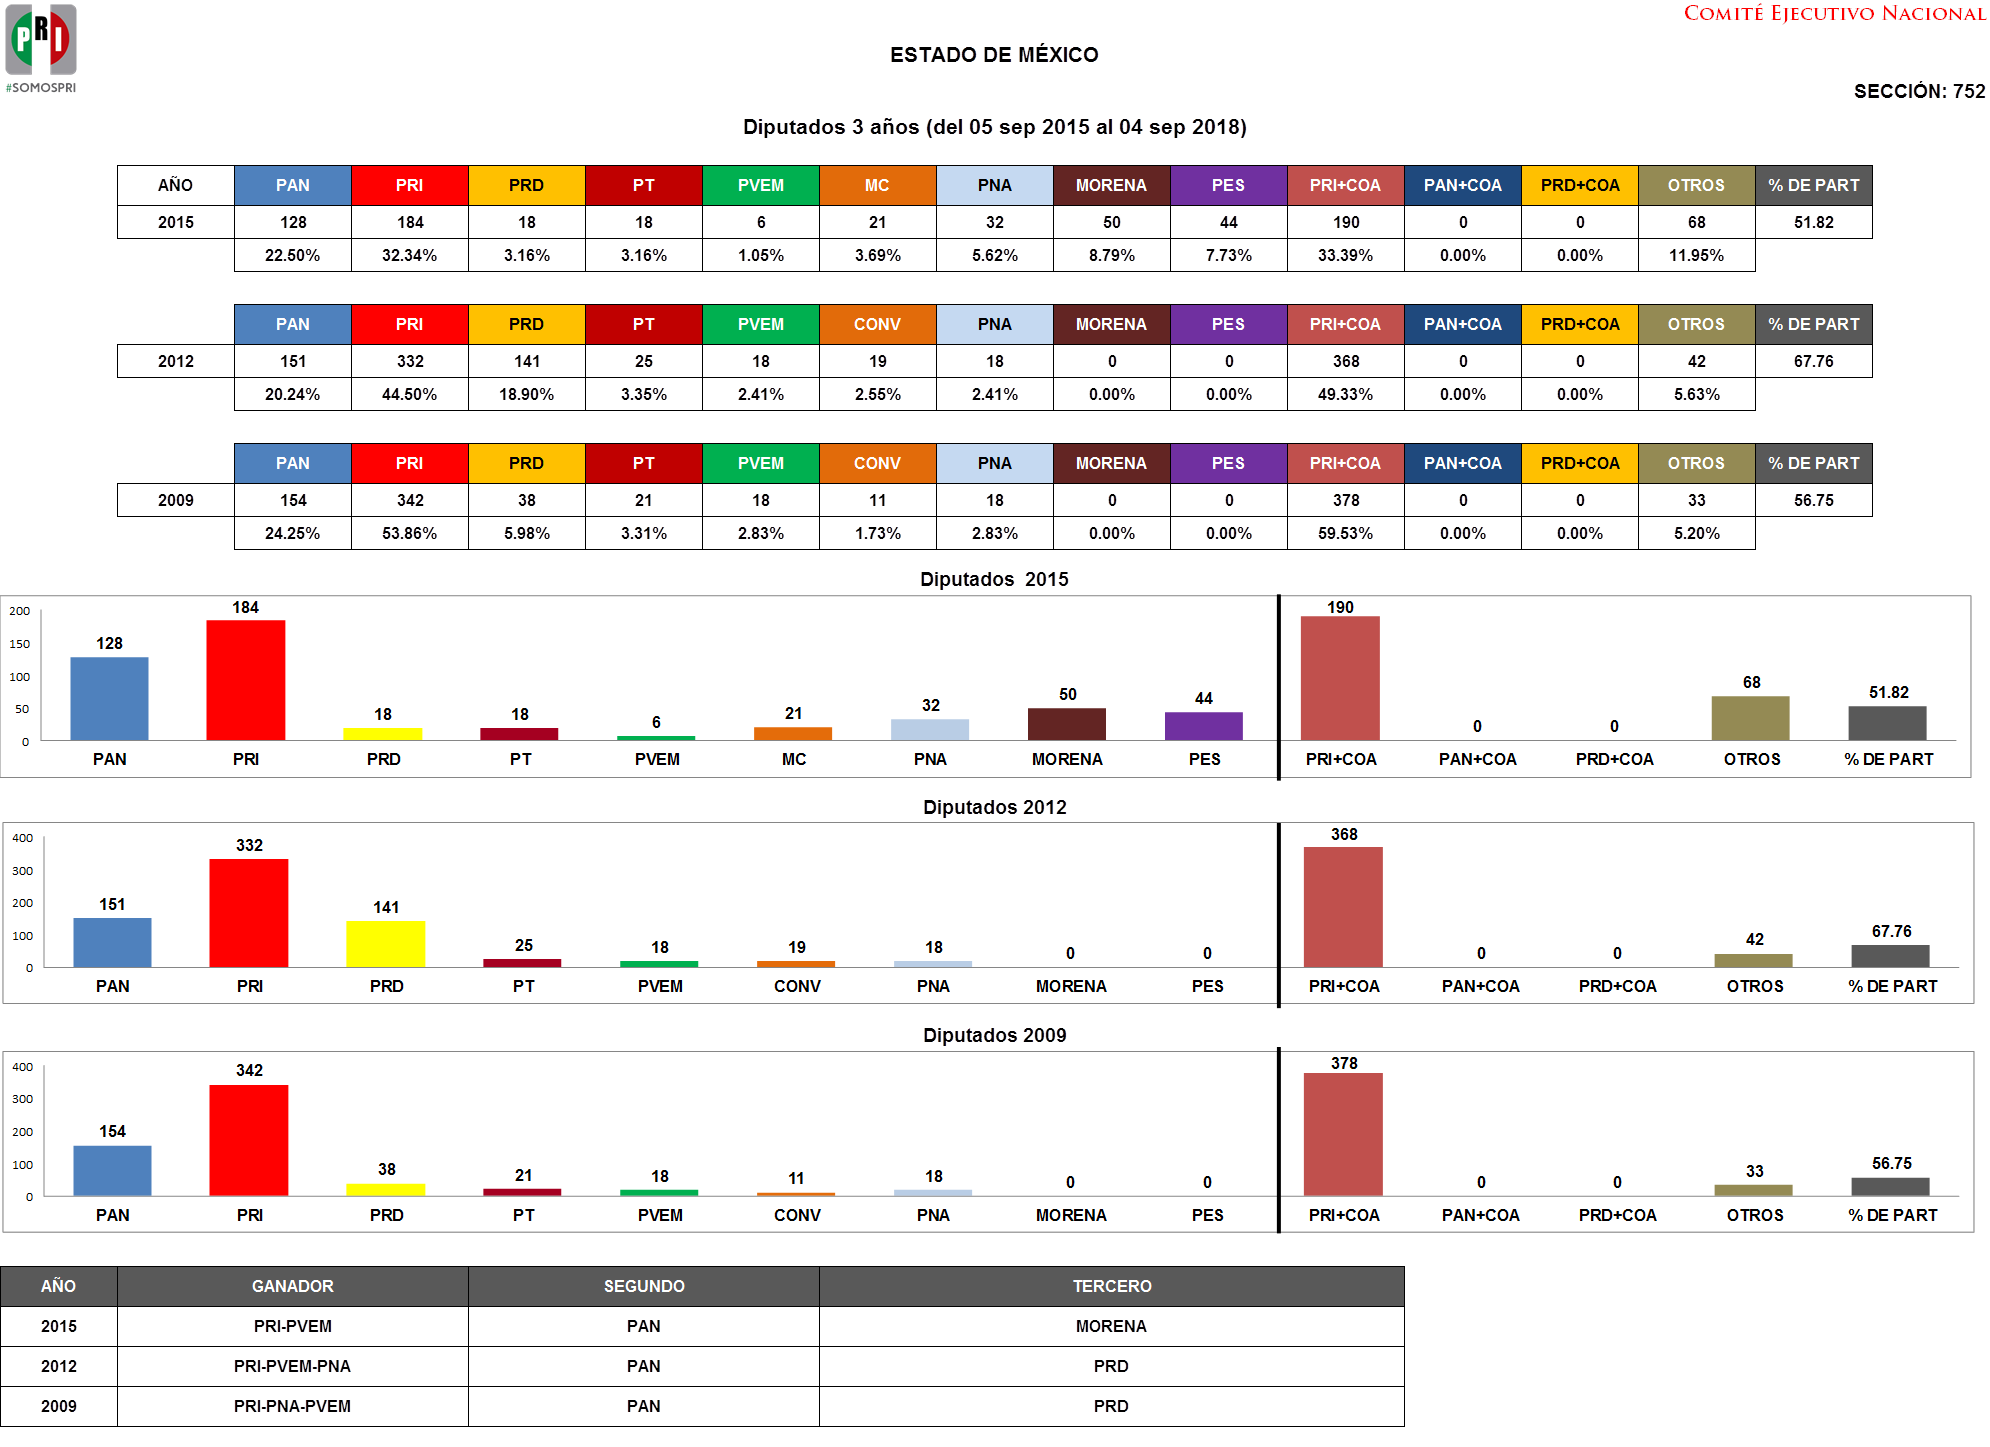 PRI
#SOMOSPRI
COMITÉ EJECUTIVO NACIONAL
ESTADO DE MÉXICO
SECCIÓN: 752
Diputados 3 años (del 05 sep 2015 al 04 sep 2018)
AÑO PAN PRI PRD PT PVEM MC PNA MORENA PES PRI+COA PAN+COA PRD+COA OTROS % DE PART
2015 128 184 18 18 6 21 32 50 44 190 0 0 68 51.82
22.50% 32.34% 3.16% 3.16% 1.05% 3.69% 5.62% 8.79% 7.73% 33.39% 0.00% 0.00% 11.95%
PAN PRI PRD PT PVEM CONV PNA MORENA PES PRI+COA PAN+COA PRD+COA OTROS % DE PART
2012 151 332 141 25 18 19 18 0 0 368 0 0 42 67.76
20.24% 44.50% 18.90% 3.35% 2.41% 2.55% 2.41% 0.00% 0.00% 49.33% 0.00% 0.00% 5.63%
PAN PRI PRD PT PVEM CONV PNA MORENA PES PRI+COA PAN+COA PRD+COA OTROS % DE PART
2009 154 342 38 21 18 11 18 0 0 378 0 0 33 56.75
24.25% 53.86% 5.98% 3.31% 2.83% 1.73% 2.83% 0.00% 0.00% 59.53% 0.00% 0.00% 5.20%
Diputados 2015
200
150
100
50
0
128 184 18 18 6 21 32 50 44 190 0 0 68 51.82
PAN PRI PRD PT PVEM MC PNA MORENA PES PRI+COA PAN+COA PRD+COA OTROS % DE PART
Diputados 2012
400
300
200
100
0
151 332 141 25 18 19 18 0 0 368 0 0 42 67.76
PAN PRI PRD PT PVEM CONV PNA MORENA PES PRI+COA PAN+COA PRD+COA OTROS % DE PART
Diputados 2009
400
300
200
100
0
154 342 38 21 18 11 18 0 0 378 0 0 33 56.75
PAN PRI PRD PT PVEM CONV PNA MORENA PES PRI+COA PAN+COA PRD+COA OTROS % DE PART
AÑO GANADOR SEGUNDO TERCERO
2015 PRI-PVEM PAN MORENA
2012 PRI-PVEM-PNA PAN PRD
2009 PRI-PNA-PVEM PAN PRD